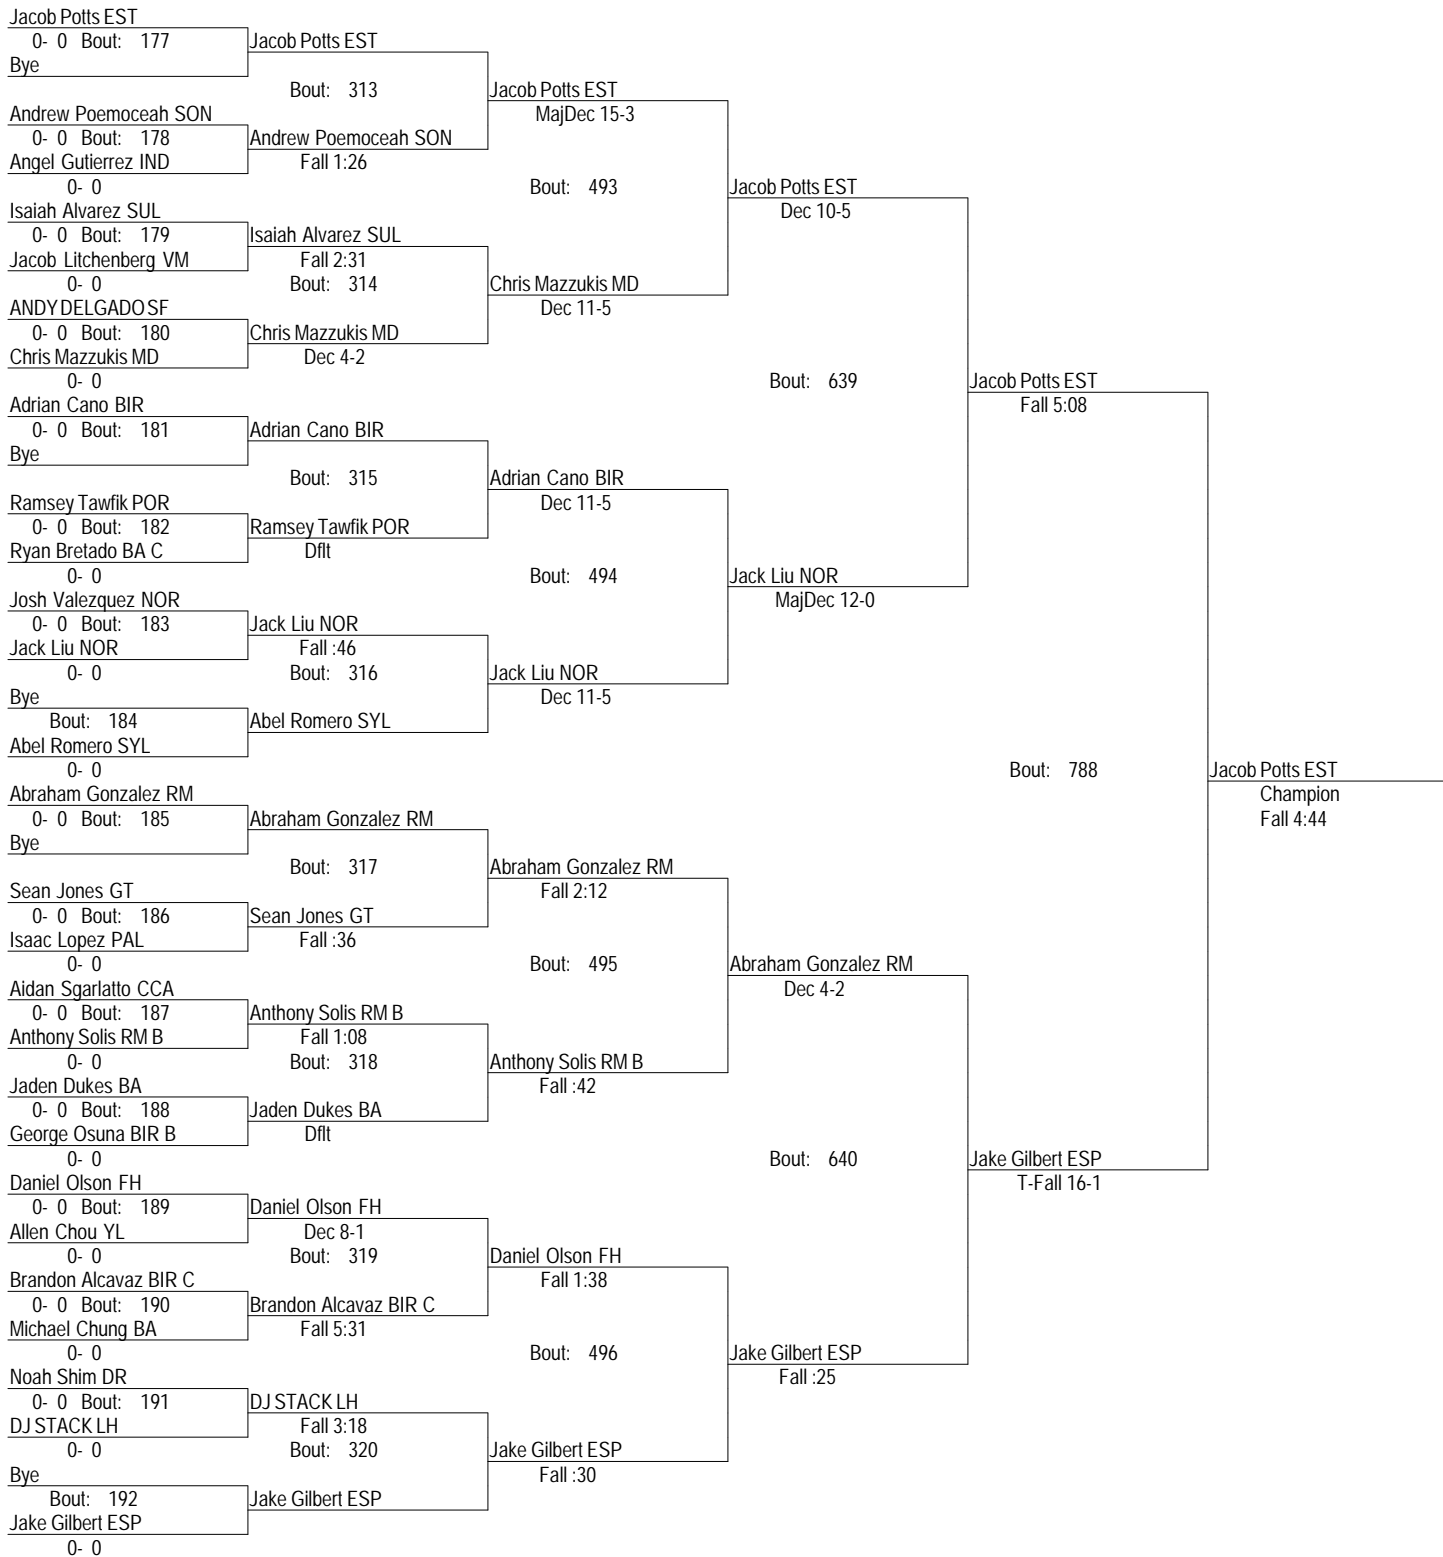 Jacob Potts EST
0- 0 Bout: 177
Jacob Potts EST
Bye
Bout: 313
Jacob Potts EST
MajDec 15-3
Andrew Poemoceah SON
0- 0 Bout: 178
Andrew Poemoceah SON
Angel Gutierrez IND
Fall 1:26
0- 0
Bout: 493
Jacob Potts EST
Dec 10-5
Isaiah Alvarez SUL
0- 0 Bout: 179
Isaiah Alvarez SUL
Jacob Litchenberg VM
Fall 2:31
0- 0
Bout: 314
Chris Mazzukis MD
Dec 11-5
ANDY DELGADO SF
0- 0 Bout: 180
Chris Mazzukis MD
Chris Mazzukis MD
Dec 4-2
0- 0
Bout: 639
Jacob Potts EST
Fall 5:08
Adrian Cano BIR
0- 0 Bout: 181
Adrian Cano BIR
Bye
Bout: 315
Adrian Cano BIR
Dec 11-5
Ramsey Tawfik POR
0- 0 Bout: 182
Ramsey Tawfik POR
Ryan Bretado BA C
Dflt
0- 0
Bout: 494
Jack Liu NOR
MajDec 12-0
Josh Valezquez NOR
0- 0 Bout: 183
Jack Liu NOR
Jack Liu NOR
Fall :46
0- 0
Bout: 316
Jack Liu NOR
Dec 11-5
Bye
Bout: 184
Abel Romero SYL
Abel Romero SYL
0- 0
Bout: 788
Jacob Potts EST
Champion
Fall 4:44
Abraham Gonzalez RM
0- 0 Bout: 185
Abraham Gonzalez RM
Bye
Bout: 317
Abraham Gonzalez RM
Fall 2:12
Sean Jones GT
0- 0 Bout: 186
Sean Jones GT
Isaac Lopez PAL
Fall :36
0- 0
Bout: 495
Abraham Gonzalez RM
Dec 4-2
Aidan Sgarlatto CCA
0- 0 Bout: 187
Anthony Solis RM B
Anthony Solis RM B
Fall 1:08
0- 0
Bout: 318
Anthony Solis RM B
Fall :42
Jaden Dukes BA
0- 0 Bout: 188
Jaden Dukes BA
George Osuna BIR B
Dflt
0- 0
Bout: 640
Jake Gilbert ESP
T-Fall 16-1
Daniel Olson FH
0- 0 Bout: 189
Daniel Olson FH
Allen Chou YL
Dec 8-1
0- 0
Bout: 319
Daniel Olson FH
Fall 1:38
Brandon Alcavaz BIR C
0- 0 Bout: 190
Brandon Alcavaz BIR C
Michael Chung BA
Fall 5:31
0- 0
Bout: 496
Jake Gilbert ESP
Fall :25
Noah Shim DR
0- 0 Bout: 191
DJ STACK LH
DJ STACK LH
Fall 3:18
0- 0
Bout: 320
Jake Gilbert ESP
Fall :30
Bye
Bout: 192
Jake Gilbert ESP
Jake Gilbert ESP
0- 0